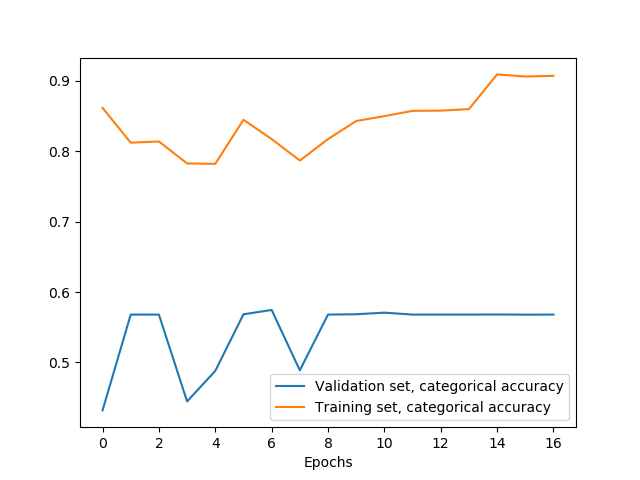 0.9
0.8
0.7
0.6
0.5
Validation set, categorical accuracy
Training set, categorical accuracy
0 2 4 6 8 10 12 14 16
Epochs